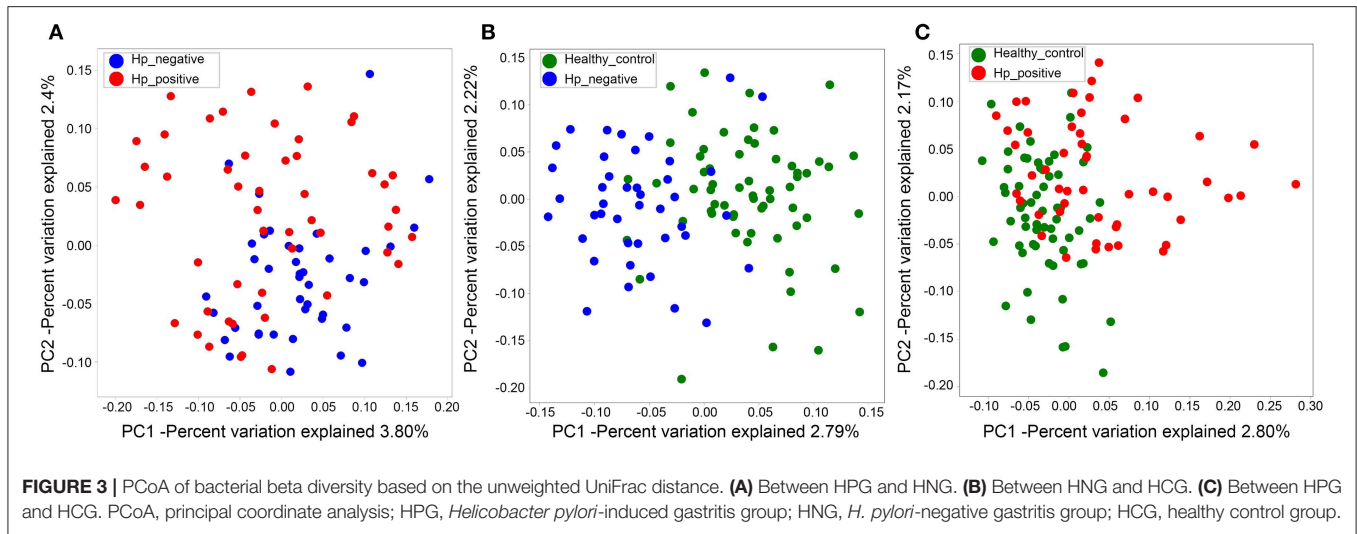 A
Hp_negative
Hp_positive
0.15
0.10
0.05
0.00
-0.05
-0.10
PC2 -Percent variation explained 2.4%
-0.20 -0.15 -0.10 -0.05 0.00 0.05 0.10 0.15 0.20
PC1 -Percent variation explained 3.80%
B
Healthy_control
Hp_negative
0.15
0.10
0.05
0.00
-0.05
-0.10
-0.15
-0.20
PC2 -Percent variation explained 2.22%
-0.15 -0.10 -0.05 0.00 0.05 0.10 0.15
PC1 -Percent variation explained 2.79%
C
Healthy_control
Hp_positive
0.15
0.10
0.05
0.00
-0.05
-0.10
-0.15
-0.20
PC2 -Percent variation explained 2.17%
-0.10 -0.05 0.00 0.05 0.10 0.15 0.20 0.25 0.30
PC1 -Percent variation explained 2.80%
FIGURE 3 | PCoA of bacterial beta diversity based on the unweighted UniFrac distance. (A) Between HPG and HNG. (B) Between HNG and HCG. (C) Between HPG
and HCG. PCoA, principal coordinate analysis; HPG, Helicobacter pylori-induced gastritis group; HNG, H. pylori-negative gastritis group; HCG, healthy control group.